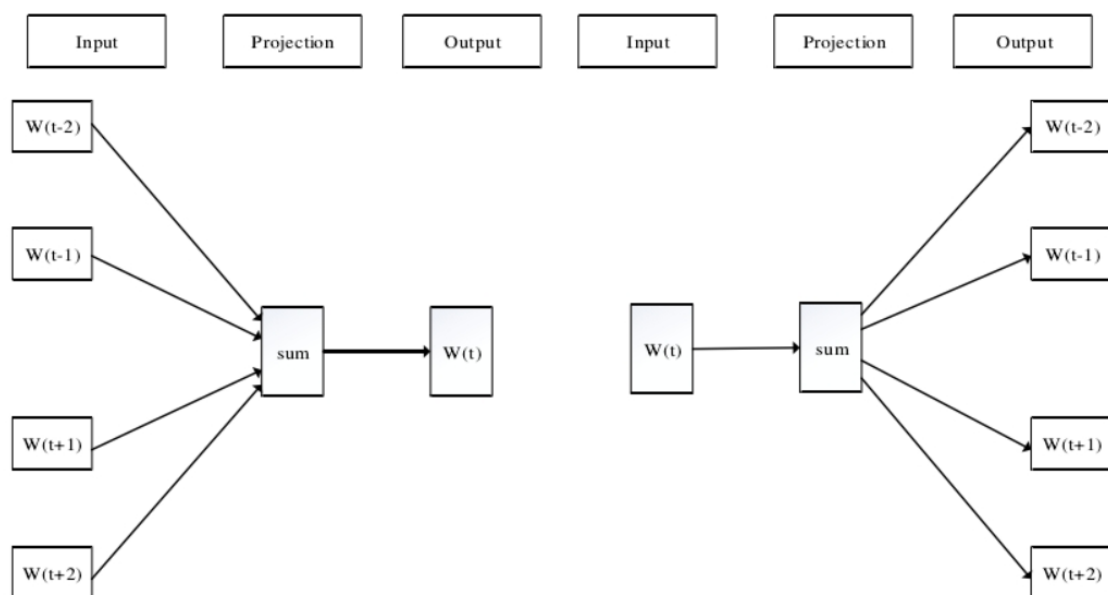 Input Projection Output Input Projection Output
W(t-2) W(t-2)
W(t-1) W(t-1)
sum W(t) W(t) sum
W(t+1) W(t+1)
W(t+2) W(t+2)